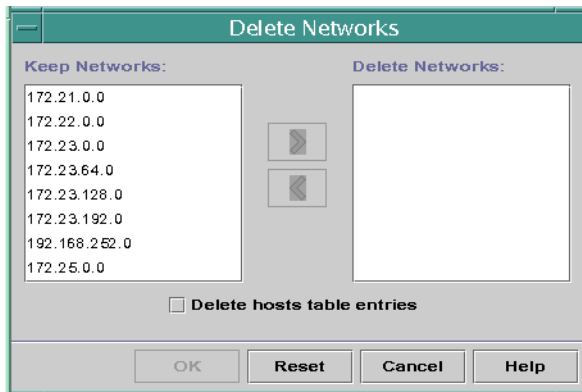 Delete Networks
Keep Networks:
Delete Networks:
172.21.0.0
172.22.0.0
172.23.0.0
172.23.64.0
172.23.128.0
172.23.192.0
192.168.252.0
172.25.0.0
Delete hosts table entries
OK
Reset
Cancel
Help